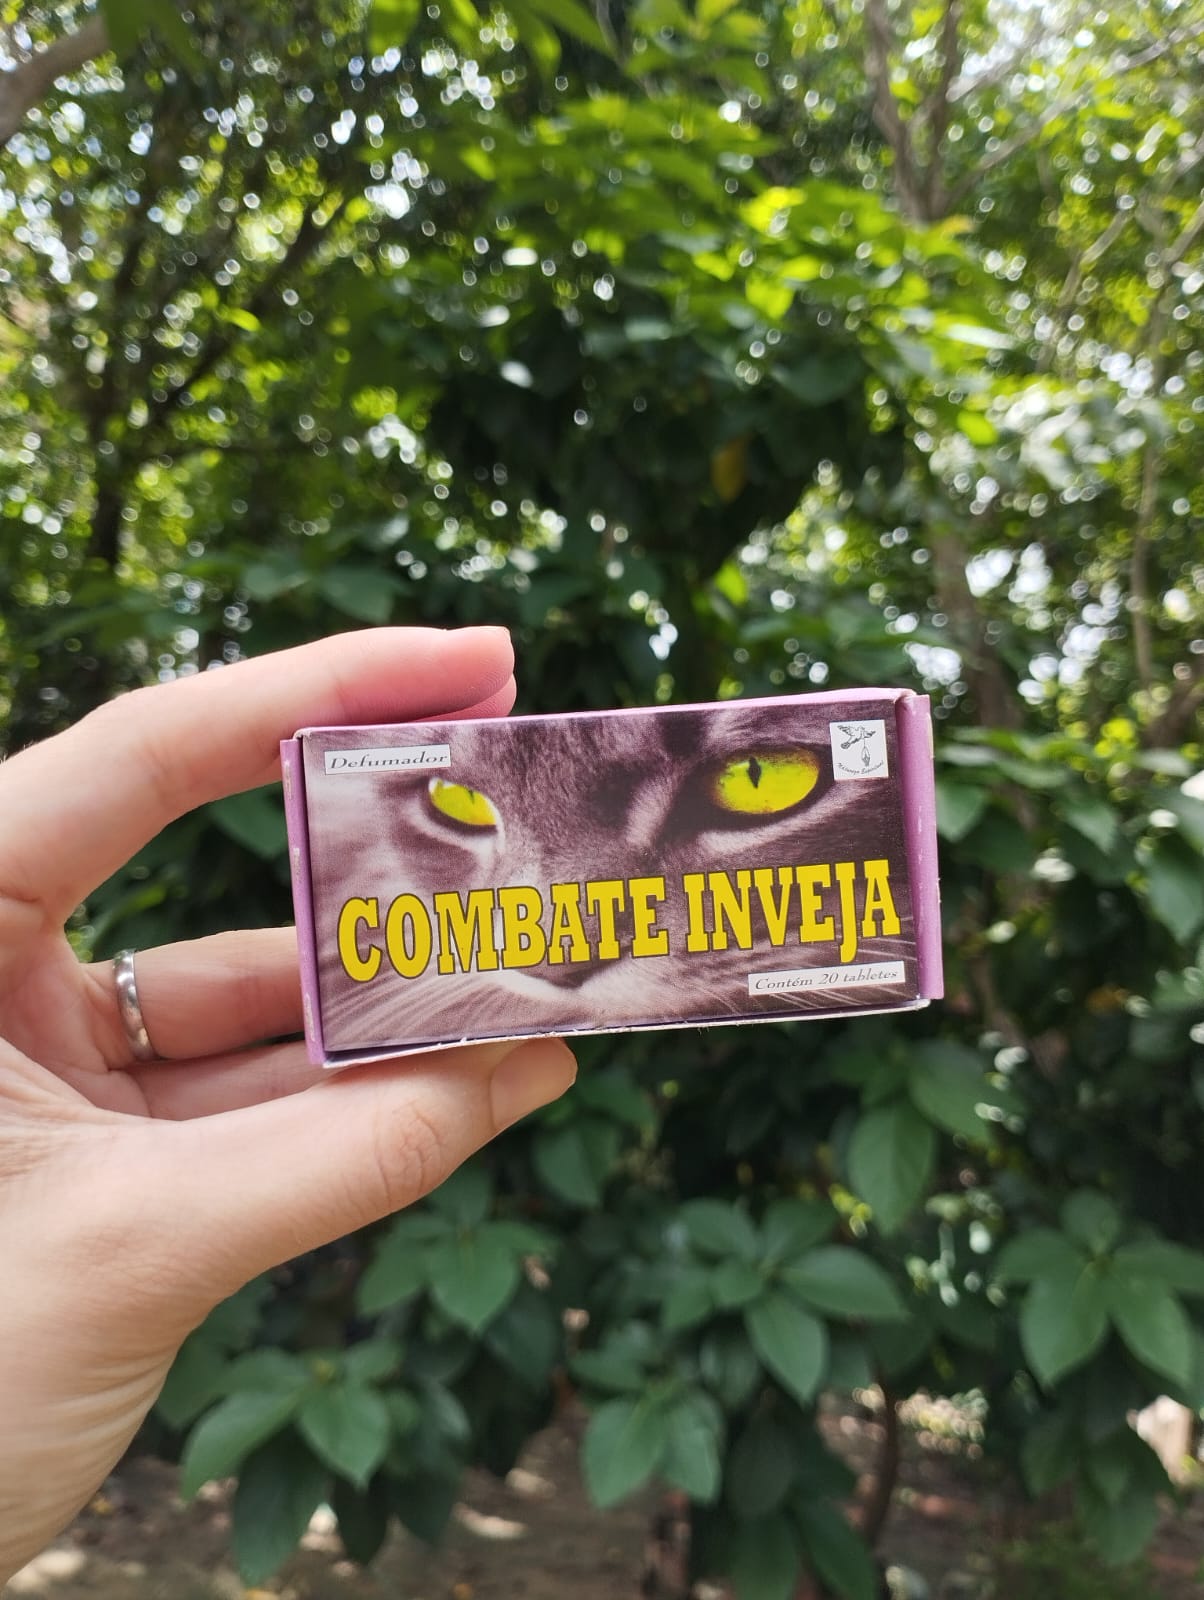 Defumador
COMBATE INVEJA
Contém 20 tabletes